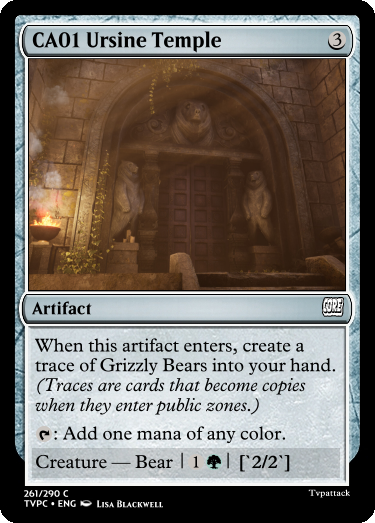 CA01 Ursine Temple 3
Artifact CORE
When this artifact enters, create a
trace of Grizzly Bears into your hand.
(Traces are cards that become copies
when they enter public zones.)
: Add one mana of any color.
Creature — Bear | 1 | [`2/2`]
261/290 C Tvpattack
TVPC • ENG Lisa Blackwell